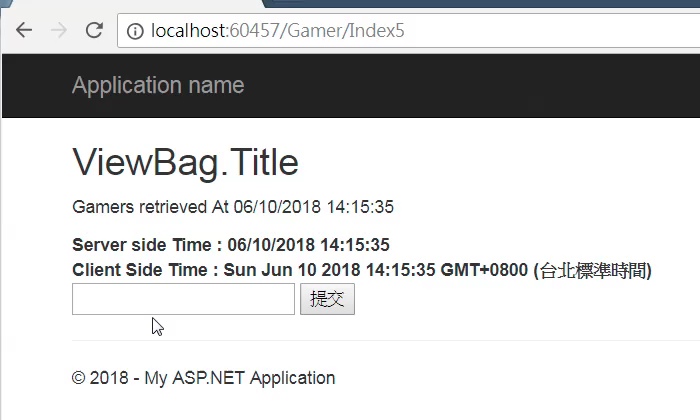 localhost:60457/Gamer/Index5
Application name
ViewBag.Title
Gamers retrieved At 06/10/2018 14:15:35
Server side Time : 06/10/2018 14:15:35
Client Side Time : Sun Jun 10 2018 14:15:35 GMT+0800 (台北標準時間)
提交
© 2018 - My ASP.NET Application